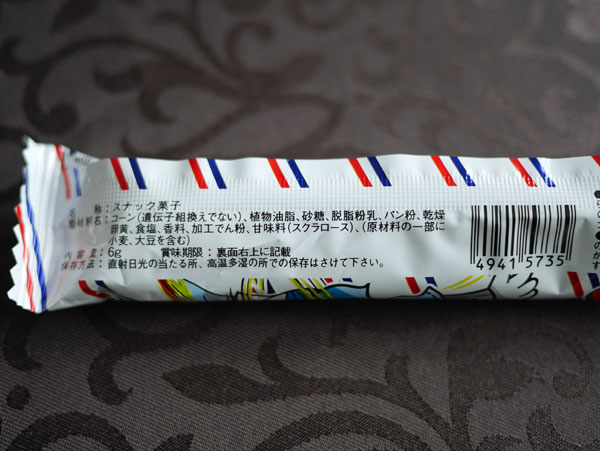 名 称：スナック菓子
原材料名：コーン(遺伝子組換えでない)、植物油脂、砂糖、脱脂粉乳、パン粉、乾燥
卵黄、食塩、香料、加工でん粉、甘味料(スクラロース)、(原材料の一部に
小麦、大豆を含む)
内 容 量：6g 賞味期限：裏面右上に記載
保存方法：直射日光の当たる所、高温多湿の所での保存はさけて下さい。
4941 5735